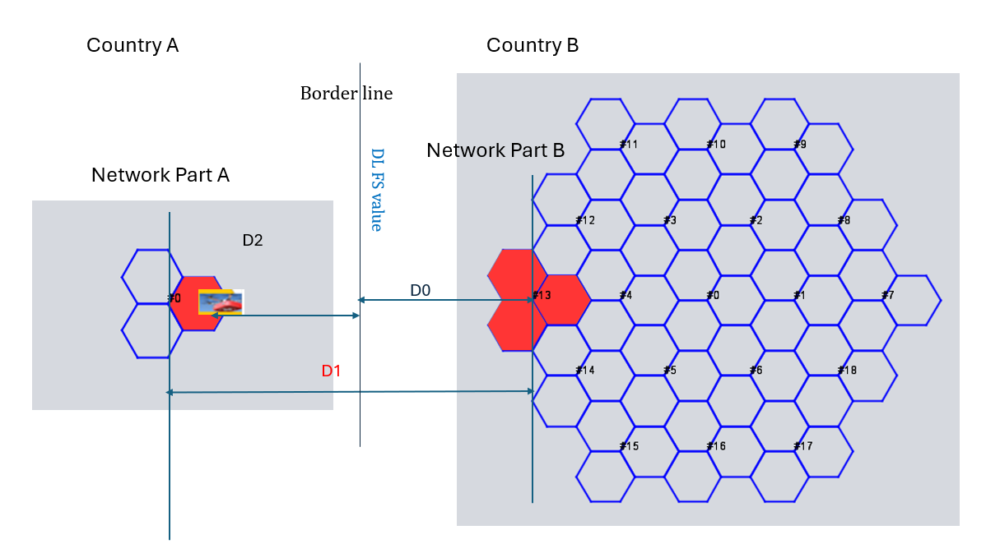 Country A
Country B
Border line
DL FS value
Network Part B
Network Part A
D2
D0
D1
#0
#11
#10
#9
#12
#3
#2
#8
#13
#4
#0
#1
#7
#14
#5
#6
#18
#15
#16
#17